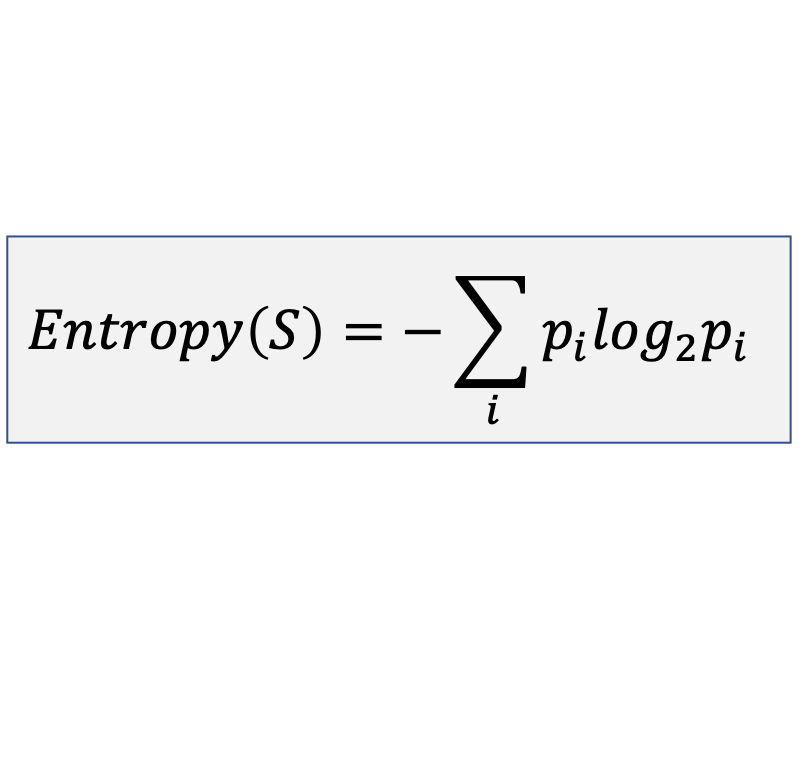 Entropy(S) = − ∑ᵢ pᵢlog₂pᵢ